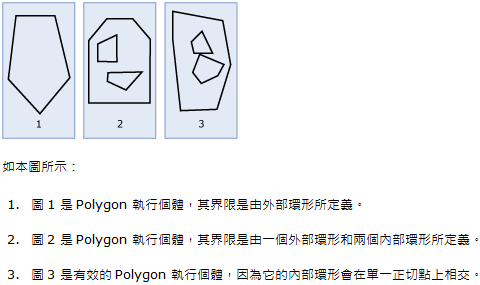 1
2
3
如本圖所示：
1. 圖 1 是 Polygon 執行個體，其界限是由外部環形所定義。
2. 圖 2 是 Polygon 執行個體，其界限是由一個外部環形和兩個內部環形所定義。
3. 圖 3 是有效的 Polygon 執行個體，因為它的內部環形會在單一正切點上相交。